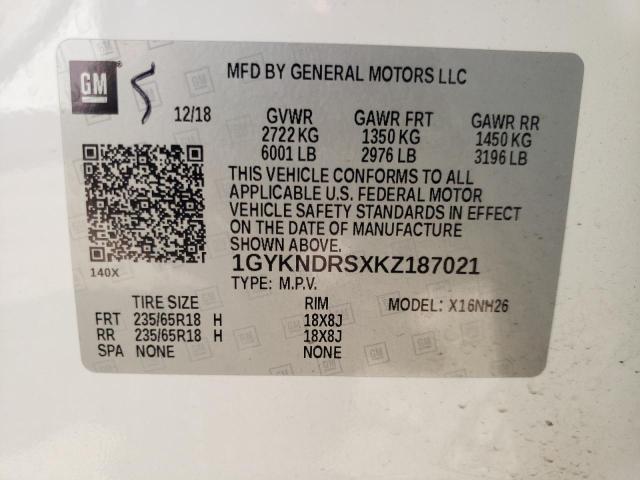 GM
5
MFD BY GENERAL MOTORS LLC
12/18 GVWR GAWR FRT GAWR RR
2722 KG 1350 KG 1450 KG
6001 LB 2976 LB 3196 LB
THIS VEHICLE CONFORMS TO ALL
APPLICABLE U.S. FEDERAL MOTOR
VEHICLE SAFETY STANDARDS IN EFFECT
ON THE DATE OF MANUFACTURE
SHOWN ABOVE.
140X
1GYKNDRSXKZ187021
TYPE: M.P.V.
TIRE SIZE RIM MODEL: X16NH26
FRT 235/65R18 H 18X8J
RR 235/65R18 H 18X8J
SPA NONE NONE